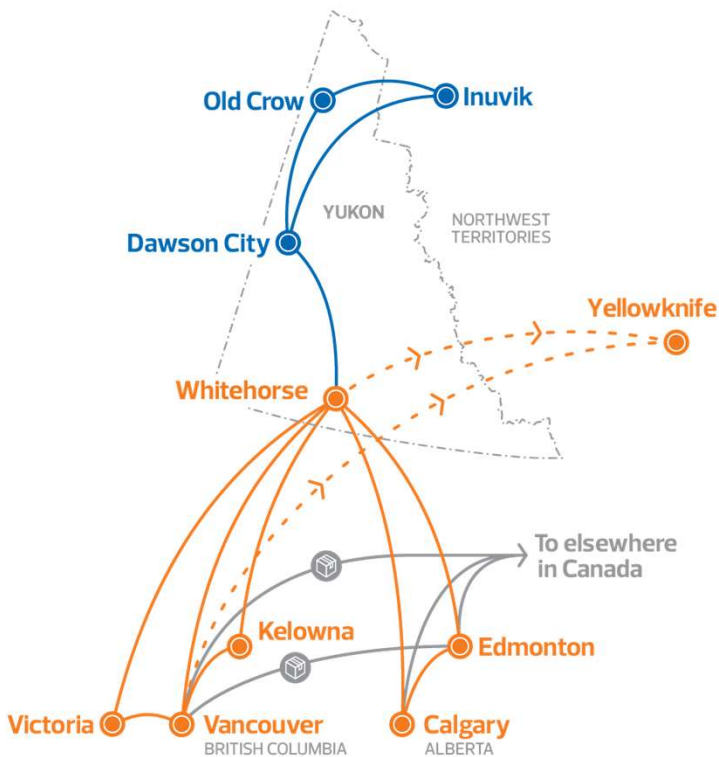 Old Crow
Inuvik
YUKON
NORTHWEST
TERRITORIES
Dawson City
Yellowknife
Whitehorse
To elsewhere
in Canada
Kelowna
Edmonton
Victoria
Vancouver
BRITISH COLUMBIA
Calgary
ALBERTA